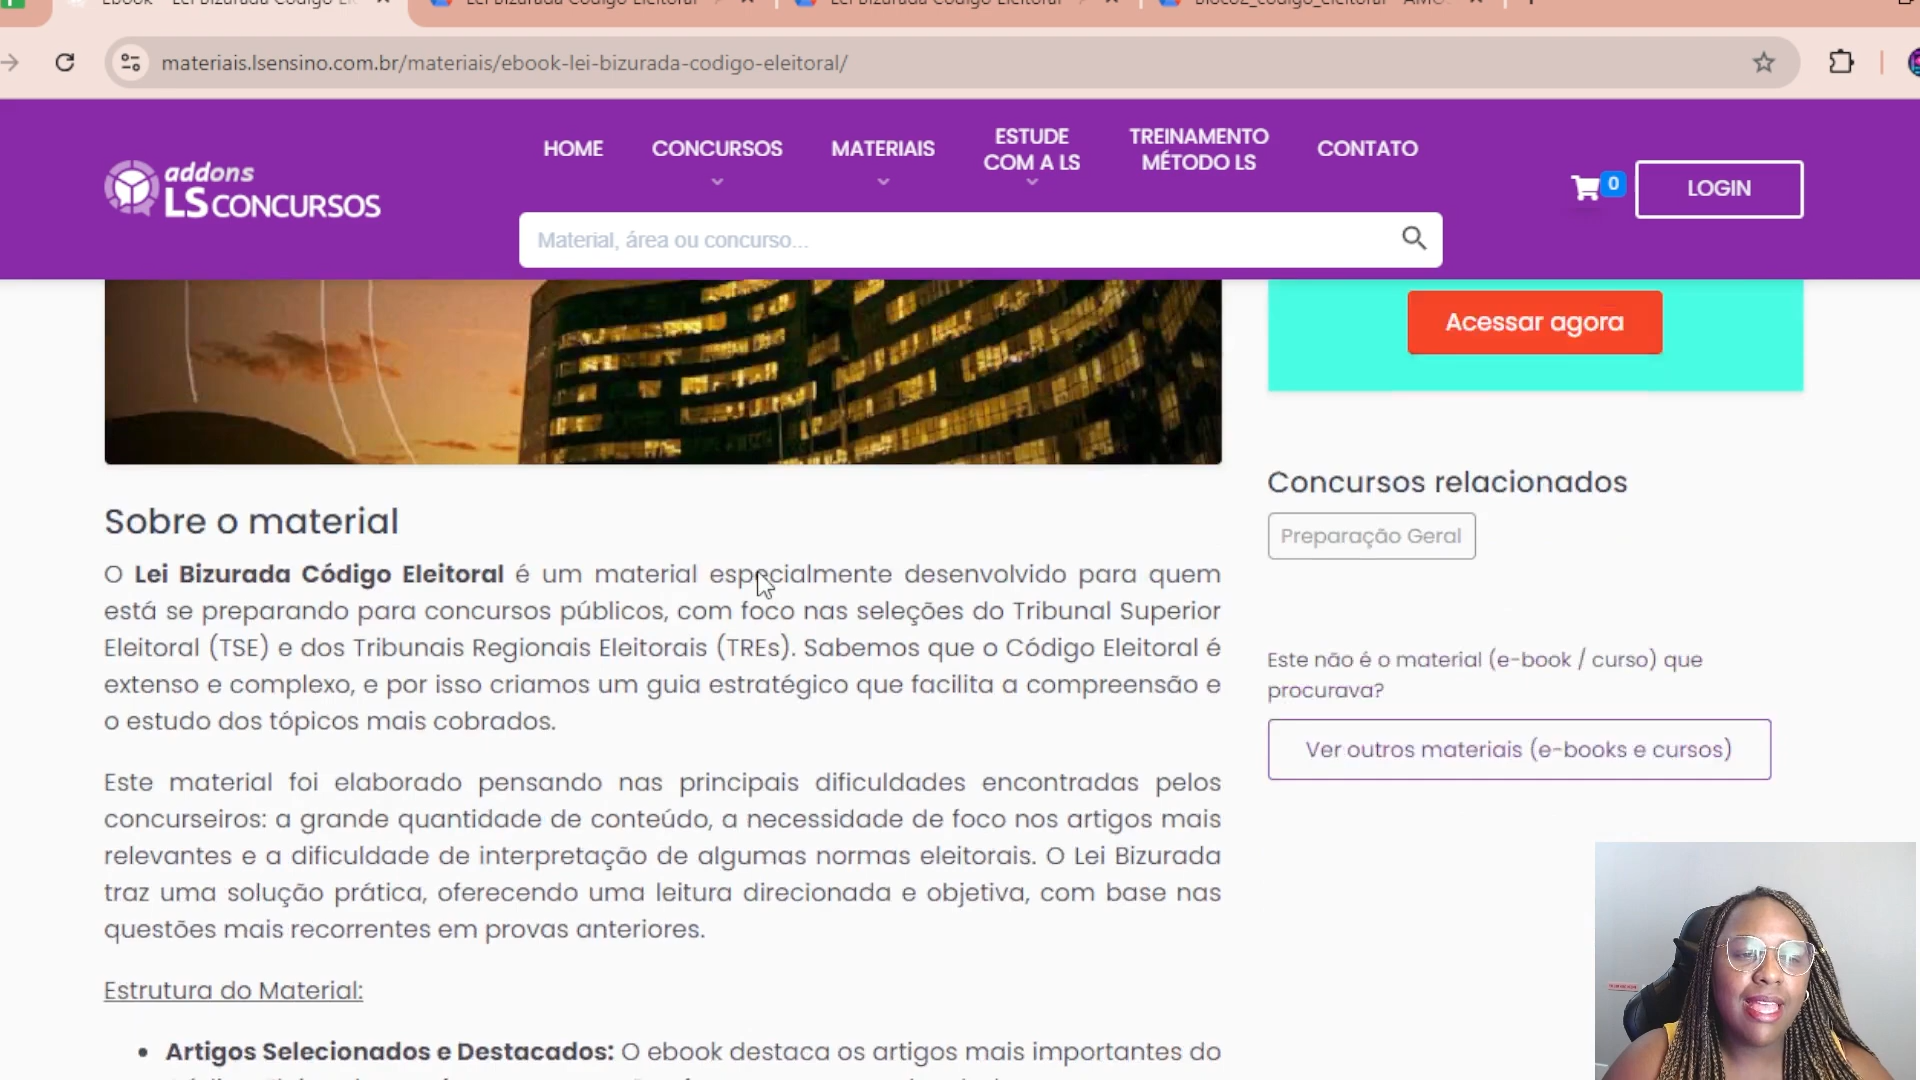 materiais.lsensino.com.br/materiais/ebook-lei-bizurada-codigo-eleitoral/
addons
LS CONCURSOS
HOME
CONCURSOS
MATERIAIS
ESTUDE
COM A LS
TREINAMENTO
MÉTODO LS
CONTATO
0
LOGIN
Material, área ou concurso...
Acessar agora
Sobre o material
O Lei Bizurada Código Eleitoral é um material especialmente desenvolvido para quem
está se preparando para concursos públicos, com foco nas seleções do Tribunal Superior
Eleitoral (TSE) e dos Tribunais Regionais Eleitorais (TREs). Sabemos que o Código Eleitoral é
extenso e complexo, e por isso criamos um guia estratégico que facilita a compreensão e
o estudo dos tópicos mais cobrados.
Este material foi elaborado pensando nas principais dificuldades encontradas pelos
concurseiros: a grande quantidade de conteúdo, a necessidade de foco nos artigos mais
relevantes e a dificuldade de interpretação de algumas normas eleitorais. O Lei Bizurada
traz uma solução prática, oferecendo uma leitura direcionada e objetiva, com base nas
questões mais recorrentes em provas anteriores.
Estrutura do Material:
• Artigos Selecionados e Destacados: O ebook destaca os artigos mais importantes do
Concursos relacionados
Preparação Geral
Este não é o material (e-book / curso) que
procurava?
Ver outros materiais (e-books e cursos)